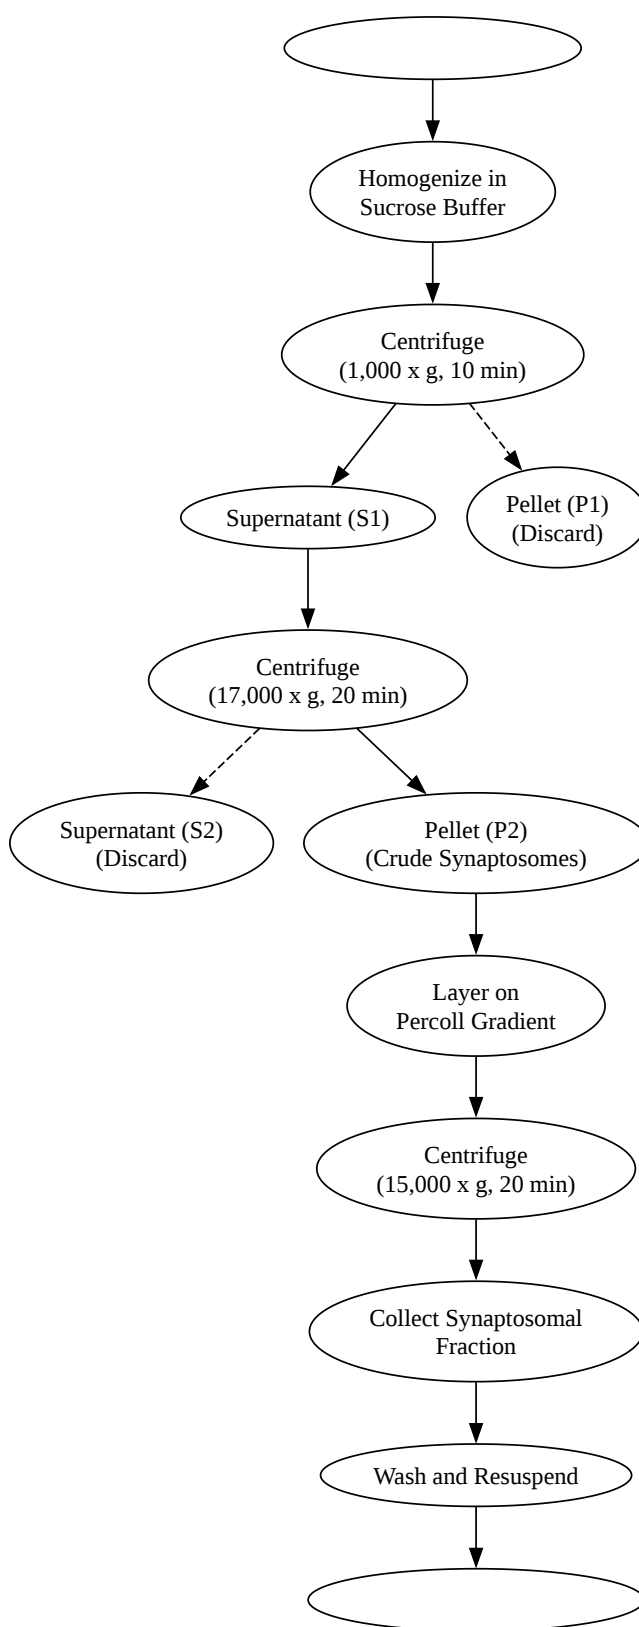 Homogenize in
Sucrose Buffer
Centrifuge
(1,000 x g, 10 min)
Supernatant (S1)
Pellet (P1)
(Discard)
Centrifuge
(17,000 x g, 20 min)
Supernatant (S2)
(Discard)
Pellet (P2)
(Crude Synaptosomes)
Layer on
Percoll Gradient
Centrifuge
(15,000 x g, 20 min)
Collect Synaptosomal
Fraction
Wash and Resuspend